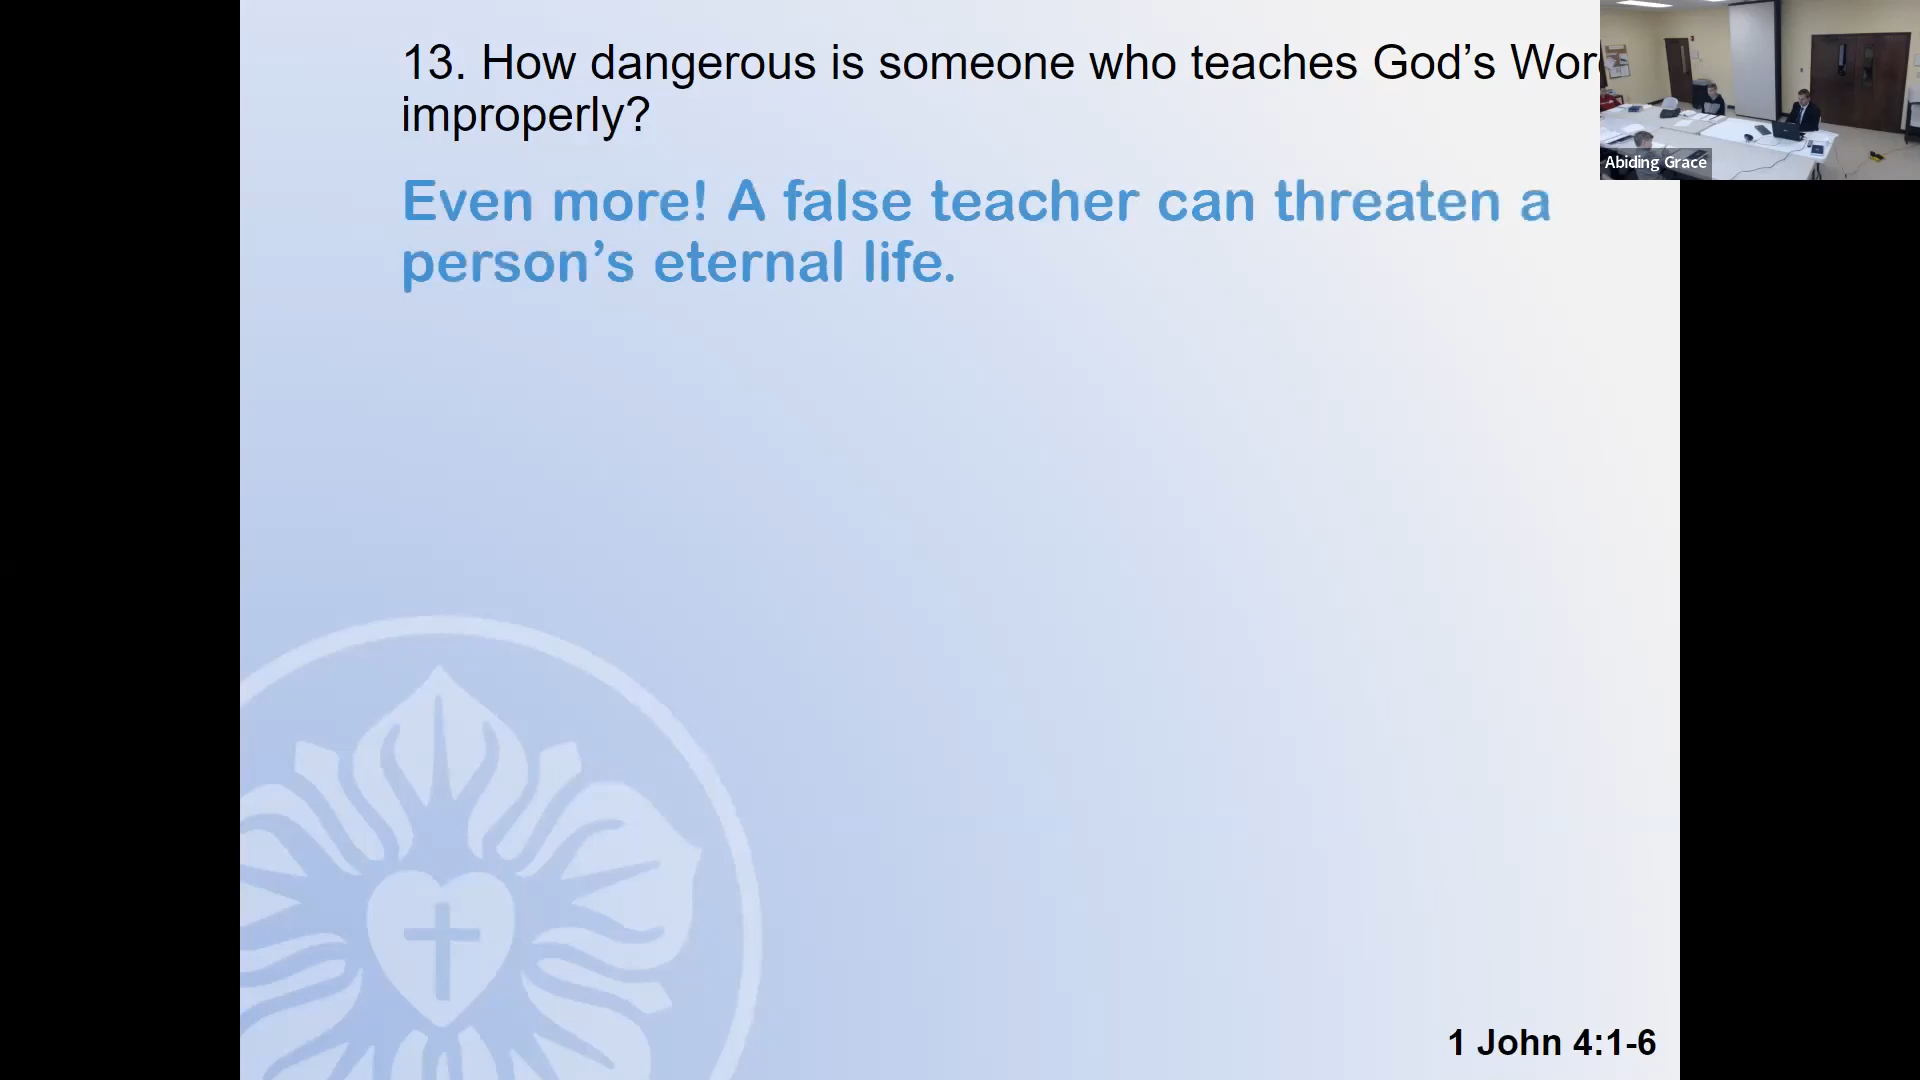 13. How dangerous is someone who teaches God’s Wor
improperly?
Even more! A false teacher can threaten a
person’s eternal life.
Abiding Grace
1 John 4:1-6